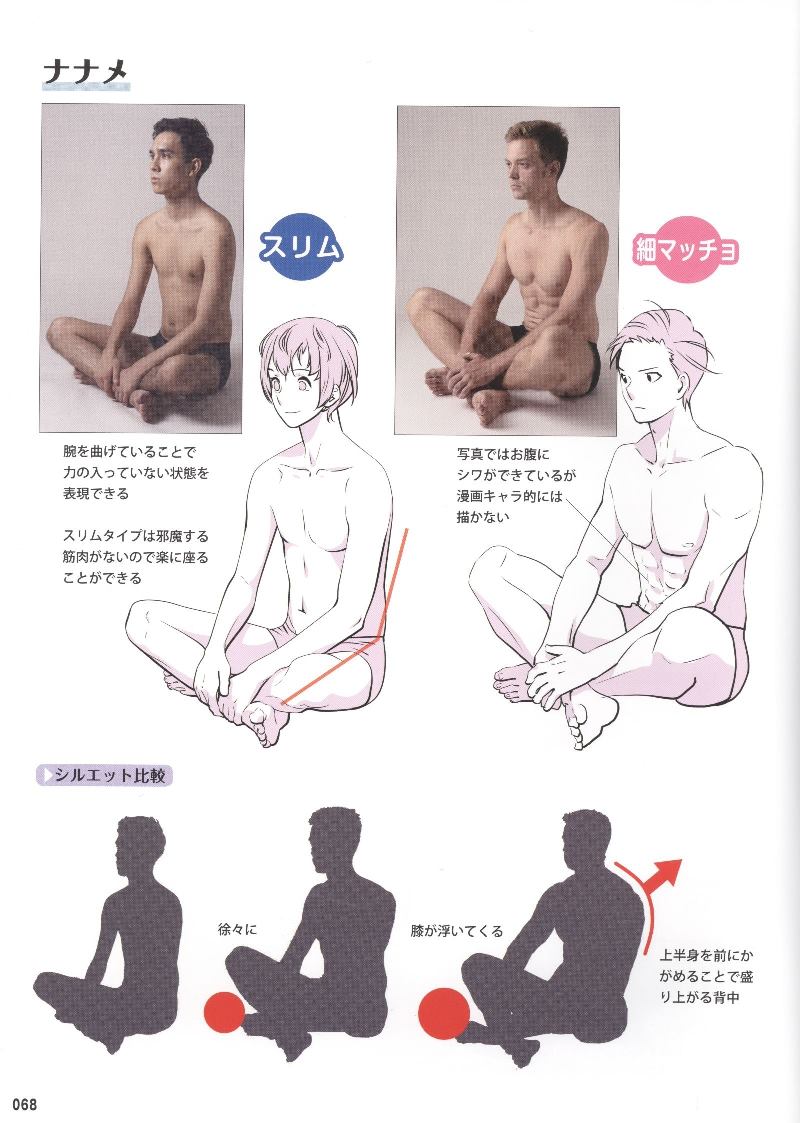 ナナメ
スリム
細マッチョ
腕を曲げていることで
力の入っていない状態を
表現できる
スリムタイプは邪魔する
筋肉がないので楽に座る
ことができる
写真ではお腹に
シワができているが
漫画キャラ的には
描かない
シルエット比較
徐々に
膝が浮いてくる
上半身を前にか
がめることで盛
り上がる背中
068